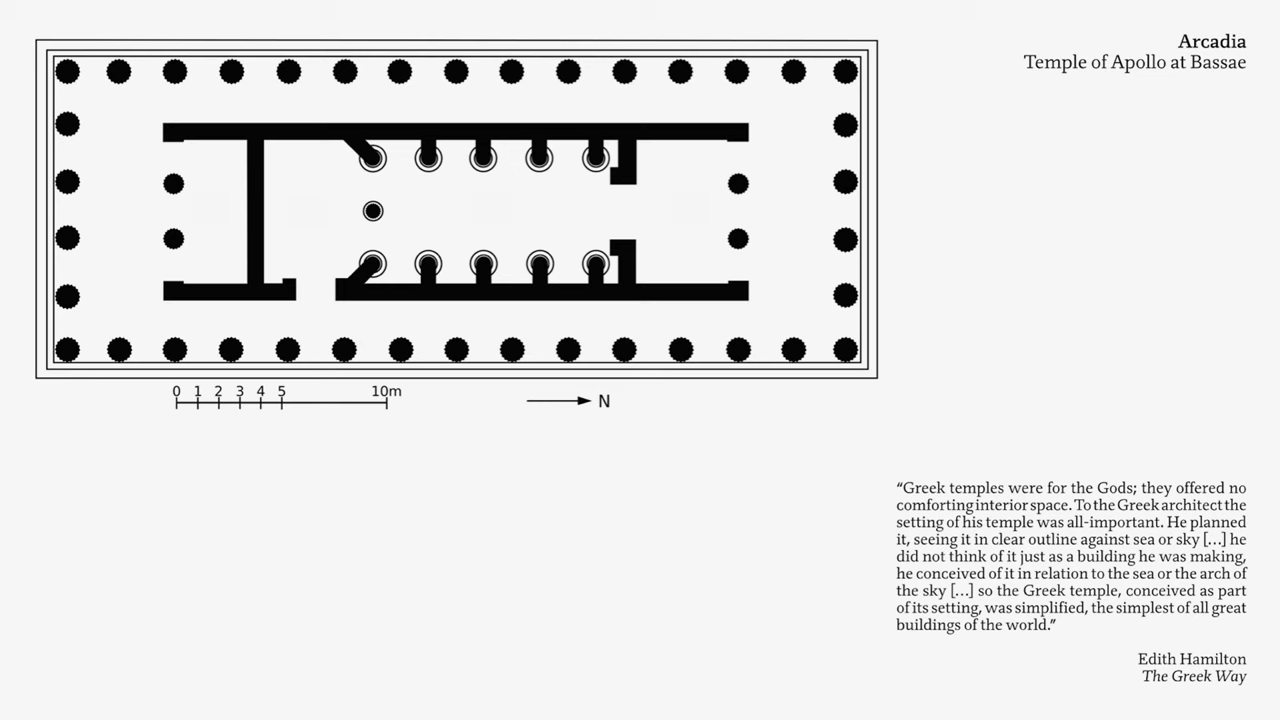 Arcadia
Temple of Apollo at Bassae
0 1 2 3 4 5 10m
N
“Greek temples were for the Gods; they offered no
comforting interior space. To the Greek architect the
setting of his temple was all-important. He planned
it, seeing it in clear outline against sea or sky [...] he
did not think of it just as a building he was making,
he conceived of it in relation to the sea or the arch of
the sky [...] so the Greek temple, conceived as part
of its setting, was simplified, the simplest of all great
buildings of the world.”
Edith Hamilton
The Greek Way